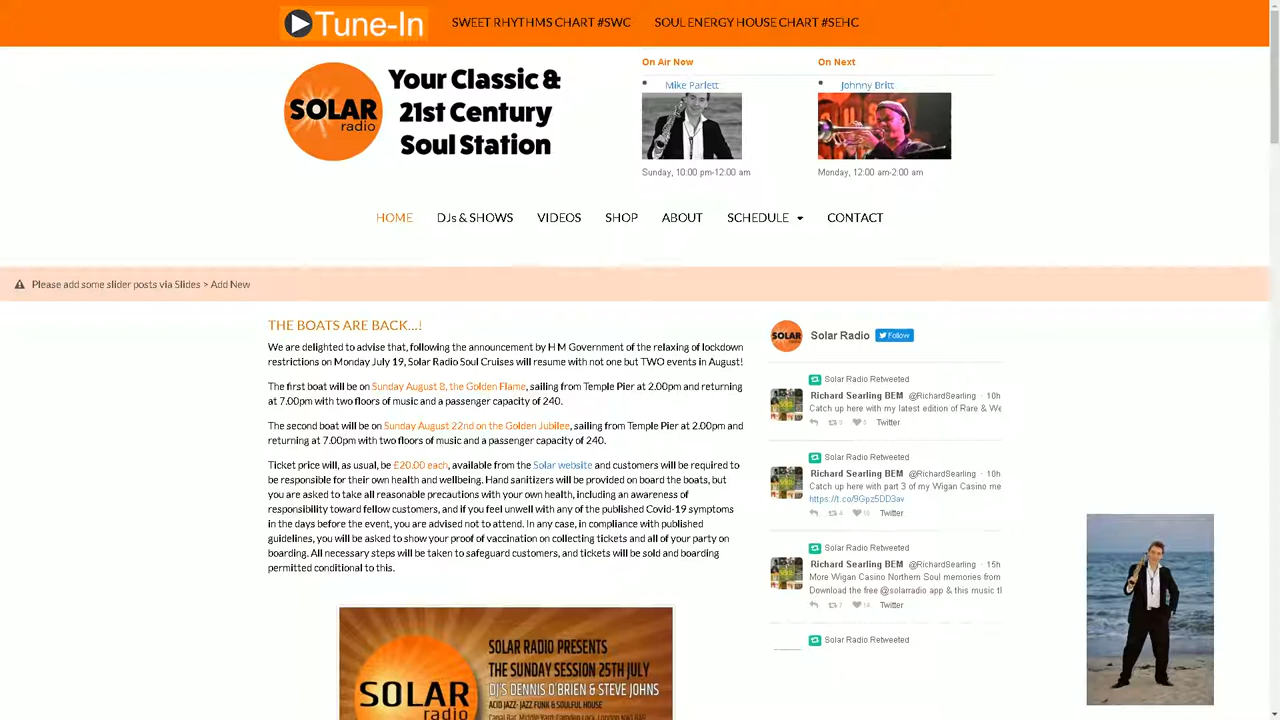 Tune-In
SWEET RHYTHMS CHART #SWC
SOUL ENERGY HOUSE CHART #SEHC
SOLAR
radio
Your Classic &
21st Century
Soul Station
On Air Now
Mike Parlett
Sunday, 10:00 pm-12:00 am
On Next
Johnny Britt
Monday, 12:00 am-2:00 am
HOME
DJs & SHOWS
VIDEOS
SHOP
ABOUT
SCHEDULE
CONTACT
Please add some slider posts via Slides > Add New
THE BOATS ARE BACK...!
We are delighted to advise that, following the announcement by H M Government of the relaxing of lockdown
restrictions on Monday July 19, Solar Radio Soul Cruises will resume with not one but TWO events in August!
The first boat will be on Sunday August 8, the Golden Flame, sailing from Temple Pier at 2.00pm and returning
at 7.00pm with two floors of music and a passenger capacity of 240.
The second boat will be on Sunday August 22nd on the Golden Jubilee, sailing from Temple Pier at 2.00pm and
returning at 7.00pm with two floors of music and a passenger capacity of 240.
Ticket price will, as usual, be £20.00 each, available from the Solar website and customers will be required to
be responsible for their own health and wellbeing. Hand sanitizers will be provided on board the boats, but
you are asked to take all reasonable precautions with your own health, including an awareness of
responsibility toward fellow customers, and if you feel unwell with any of the published Covid-19 symptoms
in the days before the event, you are advised not to attend. In any case, in compliance with published
guidelines, you will be asked to show your proof of vaccination on collecting tickets and all of your party on
boarding. All necessary steps will be taken to safeguard customers, and tickets will be sold and boarding
permitted conditional to this.
SOLAR
radio
SOLAR RADIO PRESENTS
THE SUNDAY SESSION 25TH JULY
DJ'S DENNIS O'BRIEN & STEVE JOHNS
ACID JAZZ- JAZZ FUNK & SOULFUL HOUSE
SOLAR
Solar Radio
Follow
Solar Radio Retweeted
Richard Searling BEM @RichardSearling · 10h
Catch up here with my latest edition of Rare & We
Twitter
Solar Radio Retweeted
Richard Searling BEM @RichardSearling · 10h
Catch up here with part 3 of my Wigan Casino me
https://t.co/9Gpz5DD3av
Twitter
Solar Radio Retweeted
Richard Searling BEM @RichardSearling · 15h
More Wigan Casino Northern Soul memories from
Download the free @solarradio app & this music t
Twitter
Solar Radio Retweeted